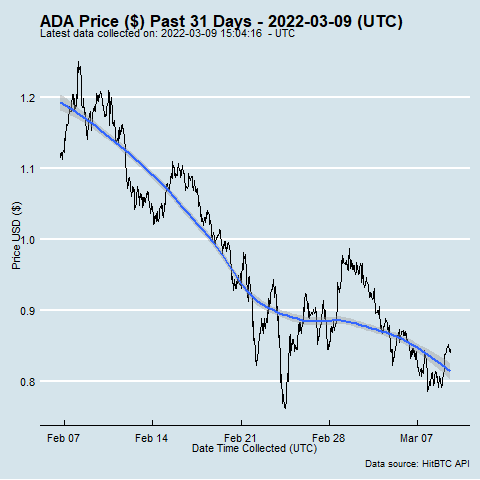 ADA Price ($) Past 31 Days - 2022-03-09 (UTC)
Latest data collected on: 2022-03-09 15:04:16 - UTC
Price USD ($)
1.2
1.1
1.0
0.9
0.8
Feb 07
Feb 14
Feb 21
Feb 28
Mar 07
Date Time Collected (UTC)
Data source: HitBTC API